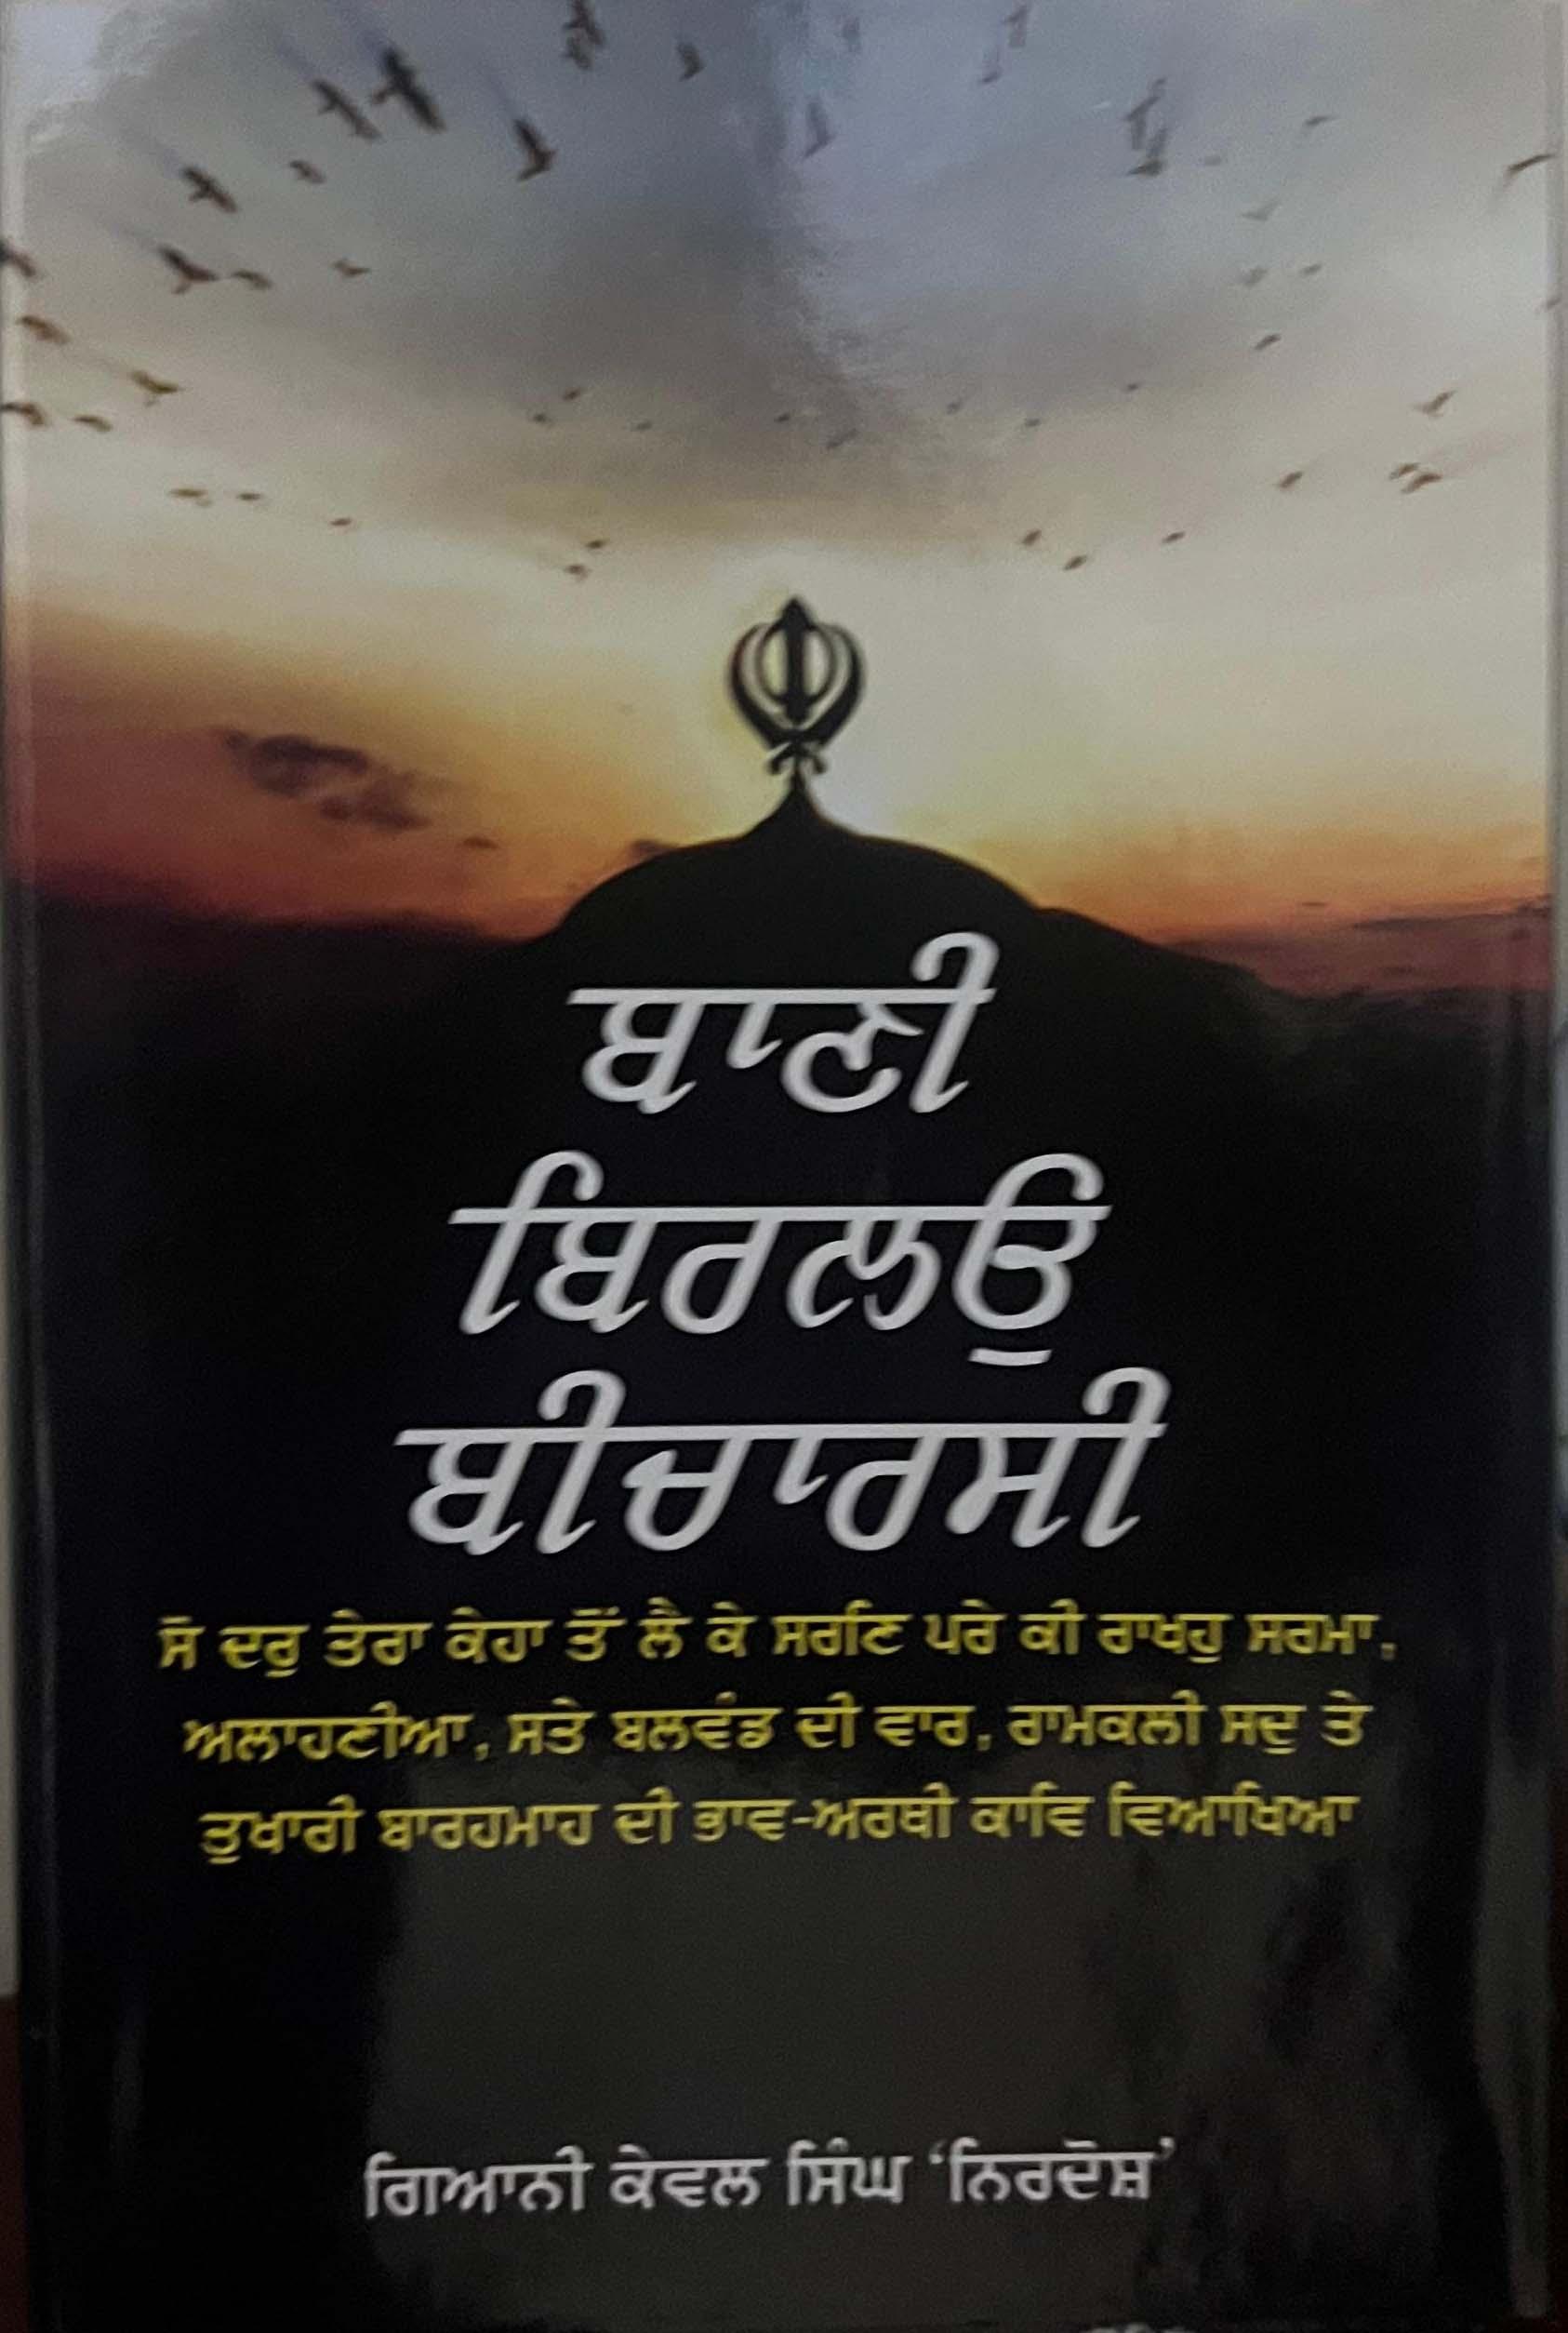 ਬਾਣੀ
ਬਿਰਲਉ
ਬੀਚਾਰਸੀ
ਸੋ ਦਰੁ ਤੇਰਾ ਕੇਹਾ ਤੋਂ ਲੈ ਕੇ ਸਰਣਿ ਪਰੇ ਕੀ ਰਾਖਹੁ ਸਰਮਾ,
ਅਲਾਹਣੀਆ, ਸਤੇ ਬਲਵੰਡ ਦੀ ਵਾਰ, ਰਾਮਕਲੀ ਸਦੁ ਤੇ
ਤੁਖਾਰੀ ਬਾਰਹਮਾਹ ਦੀ ਭਾਵ-ਅਰਥੀ ਕਾਵਿ ਵਿਆਖਿਆ
ਗਿਆਨੀ ਕੇਵਲ ਸਿੰਘ ‘ਨਿਰਦੋਸ਼’